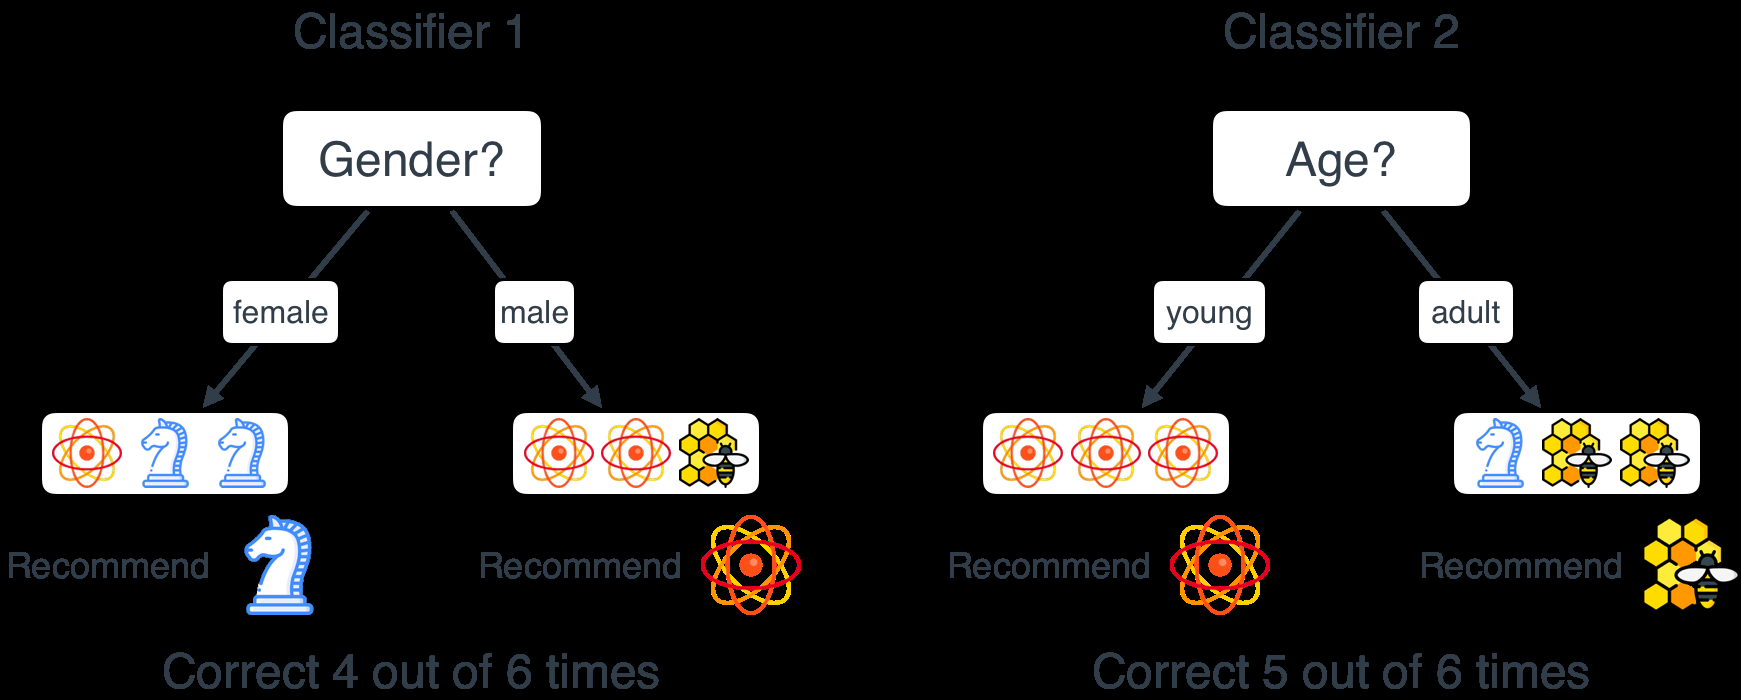 Classifier 1
Gender?
female
male
Recommend
Recommend
Correct 4 out of 6 times
Classifier 2
Age?
young
adult
Recommend
Recommend
Correct 5 out of 6 times